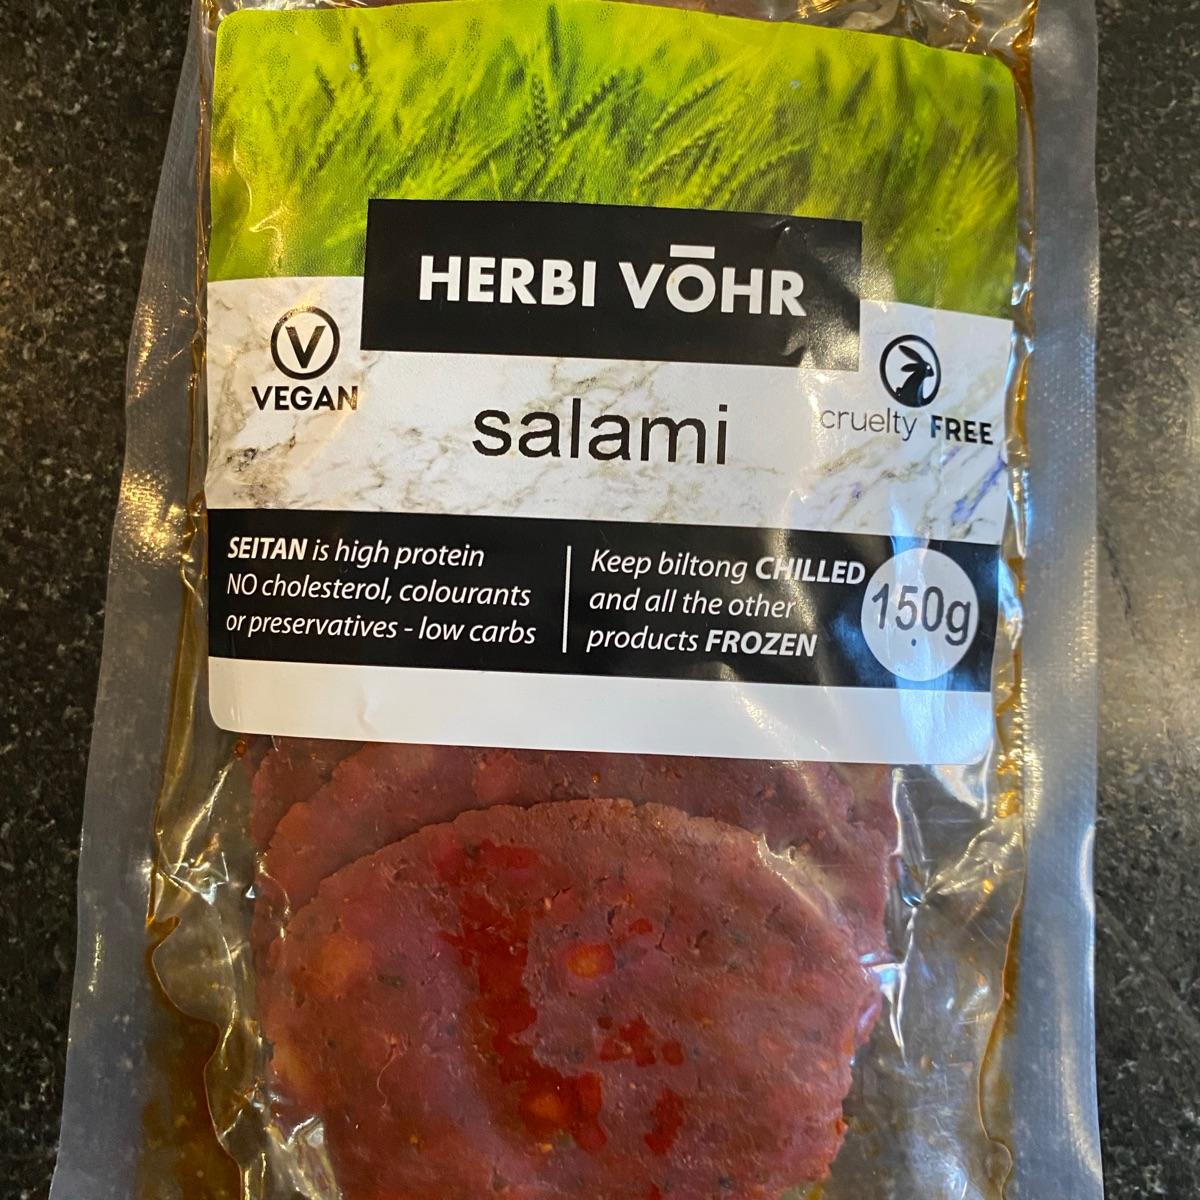 HERBI VŌHR
V
VEGAN
salami
cruelty FREE
SEITAN is high protein
NO cholesterol, colourants
or preservatives - low carbs
Keep biltong CHILLED
and all the other
products FROZEN
150g